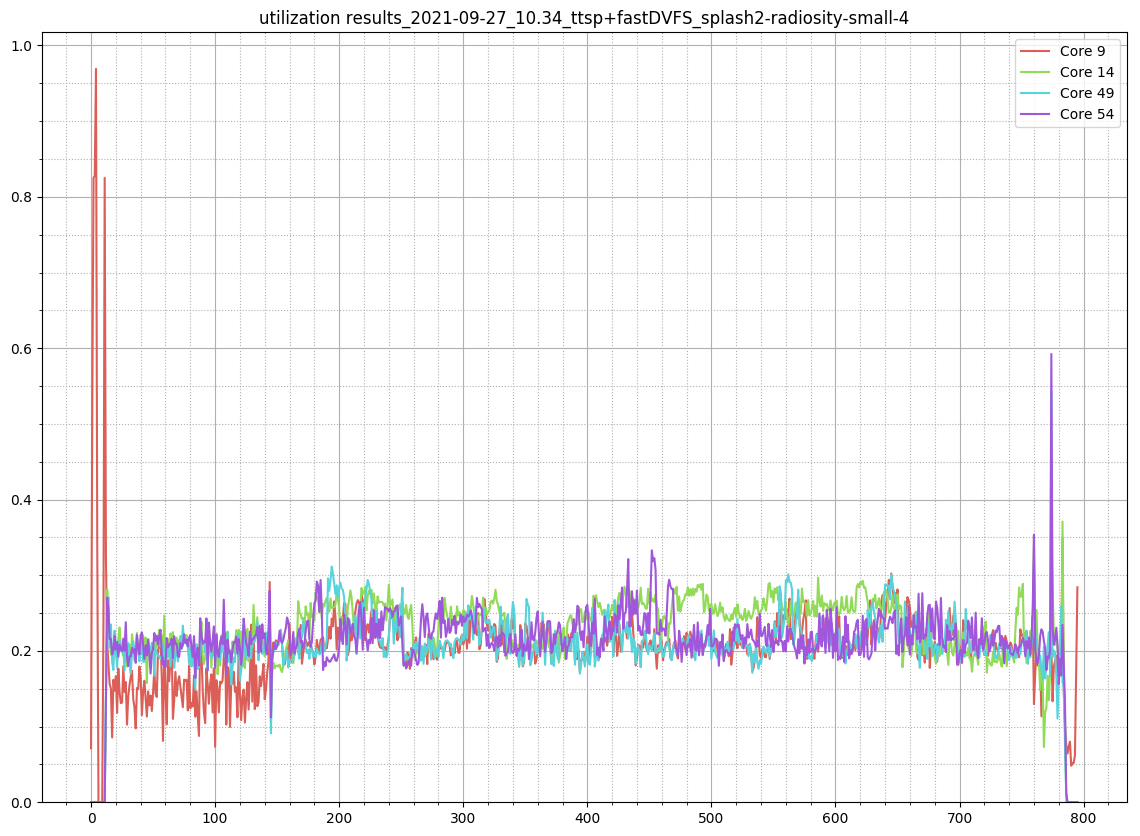 utilization results_2021-09-27_10.34_ttsp+fastDVFS_splash2-radiosity-small-4
Core 9
Core 14
Core 49
Core 54
1.0
0.8
0.6
0.4
0.2
0.0
0 100 200 300 400 500 600 700 800